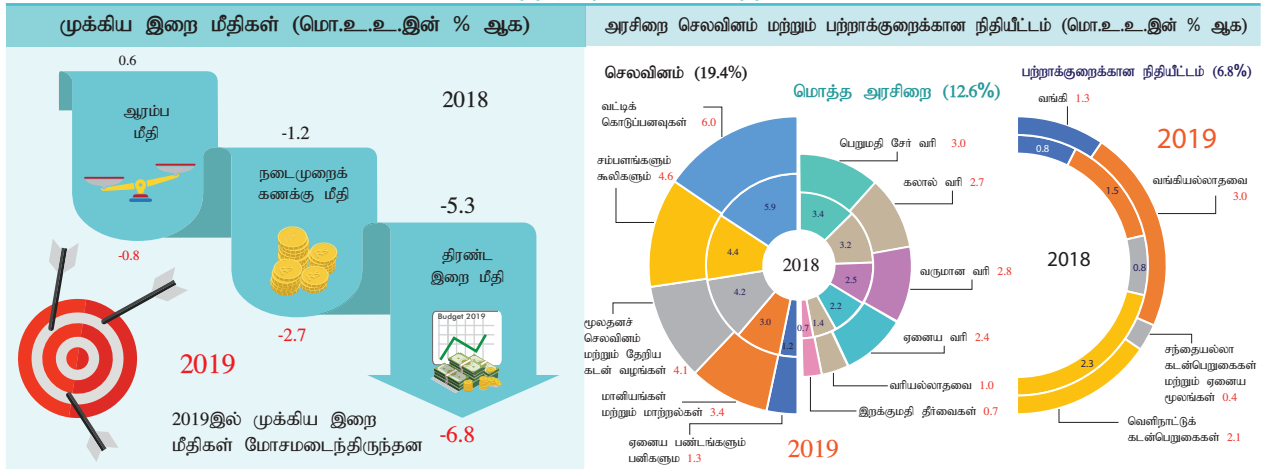 முக்கிய இறை மீதிகள் (மொ.உ.உ.இன் % ஆக)
0.6
ஆரம்ப
மீதி
-0.8
2018
-1.2
நடைமுறைக்
கணக்கு மீதி
-2.7
-5.3
திரண்ட
இறை மீதி
Budget 2019
-6.8
2019
2019இல் முக்கிய இறை
மீதிகள் மோசமடைந்திருந்தன
அரசிறை செலவினம் மற்றும் பற்றாக்குறைக்கான நிதியீட்டம் (மொ.உ.உ.இன் % ஆக)
செலவினம் (19.4%)
வட்டிக்
கொடுப்பனவுகள் 6.0
சம்பளங்களும்
கூலிகளும் 4.6
மூலதனச்
செலவினம்
மற்றும் தேறிய
கடன் வழங்கள் 4.1
மானியங்கள்
மற்றும் மாற்றல்கள் 3.4
ஏனைய பண்டங்களும்
பனிகளும 1.3
5.9
4.4
4.2
3.0
1.2
2018
மொத்த அரசிறை (12.6%)
பெறுமதி சேர் வரி 3.0
கலால் வரி 2.7
வருமான வரி 2.8
ஏனைய வரி 2.4
வரியல்லாதவை 1.0
இறக்குமதி தீர்வைகள் 0.7
3.4
3.2
2.5
2.2
1.4
0.7
2019
பற்றாக்குறைக்கான நிதியீட்டம் (6.8%)
வங்கி 1.3
2019
வங்கியல்லாதவை
3.0
சந்தையல்லா
கடன்பெறுகைகள்
மற்றும் ஏனைய
மூலங்கள் 0.4
வெளிநாட்டுக்
கடன்பெறுகைகள் 2.1
0.8
1.5
0.8
2.3
2018